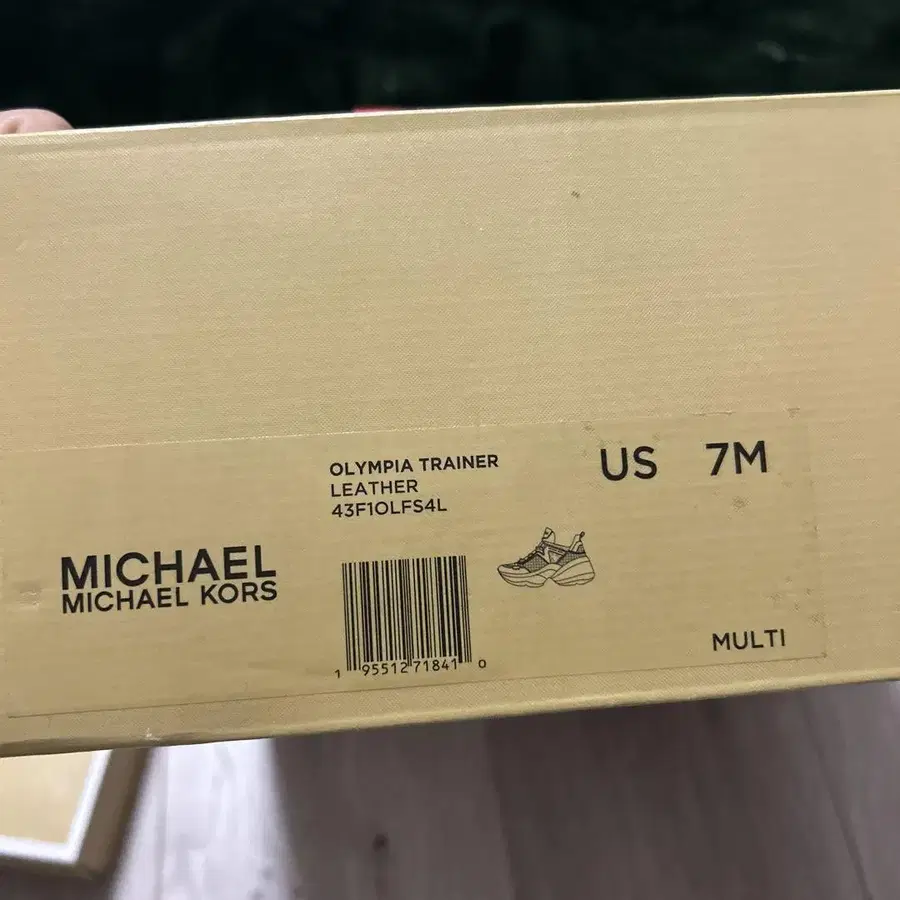 OLYMPIA TRAINER
LEATHER
43F1OLFS4L
US 7M
MICHAEL
MICHAEL KORS
1 95512 71841 0
MULTI